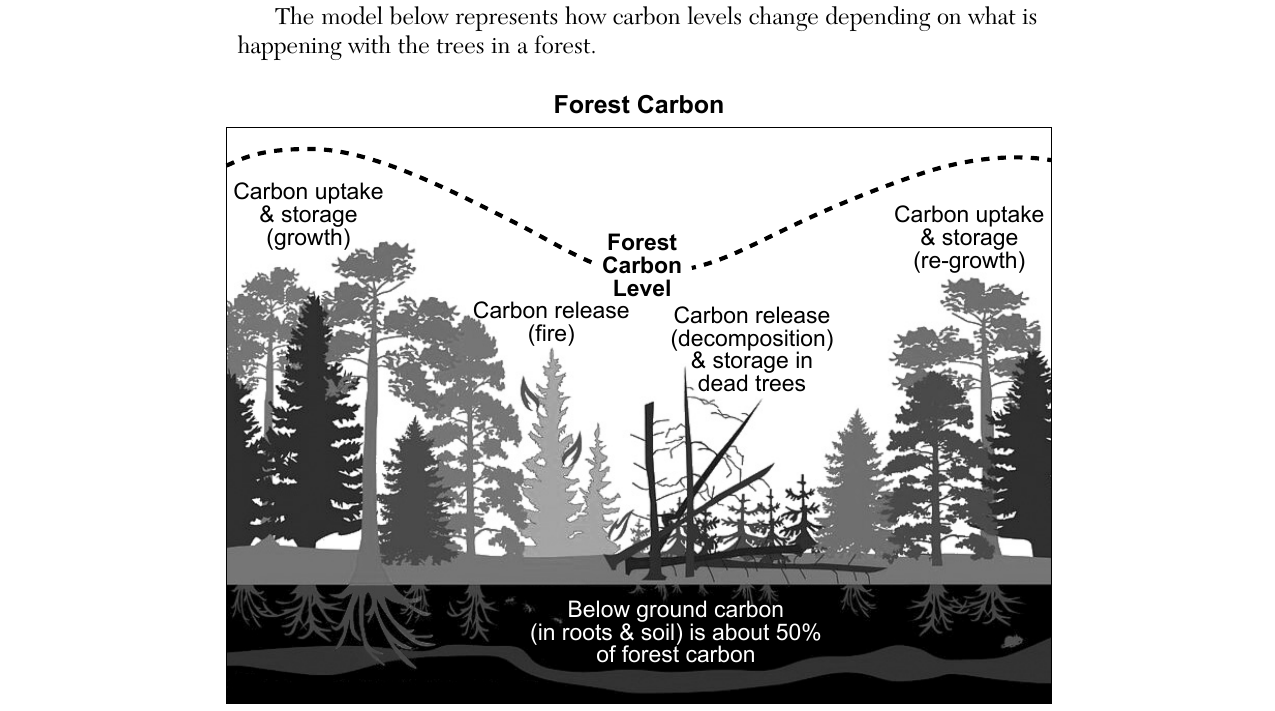 The model below represents how carbon levels change depending on what is
happening with the trees in a forest.
Forest Carbon
Carbon uptake
& storage
(growth)
Forest
Carbon
Level
Carbon uptake
& storage
(re-growth)
Carbon release
(fire)
Carbon release
(decomposition)
& storage in
dead trees
Below ground carbon
(in roots & soil) is about 50%
of forest carbon